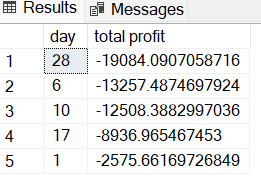 Results Messages
day total profit
1 28 -19084.0907058716
2 6 -13257.4874697924
3 10 -12508.3882997036
4 17 -8936.965467453
5 1 -2575.66169726849